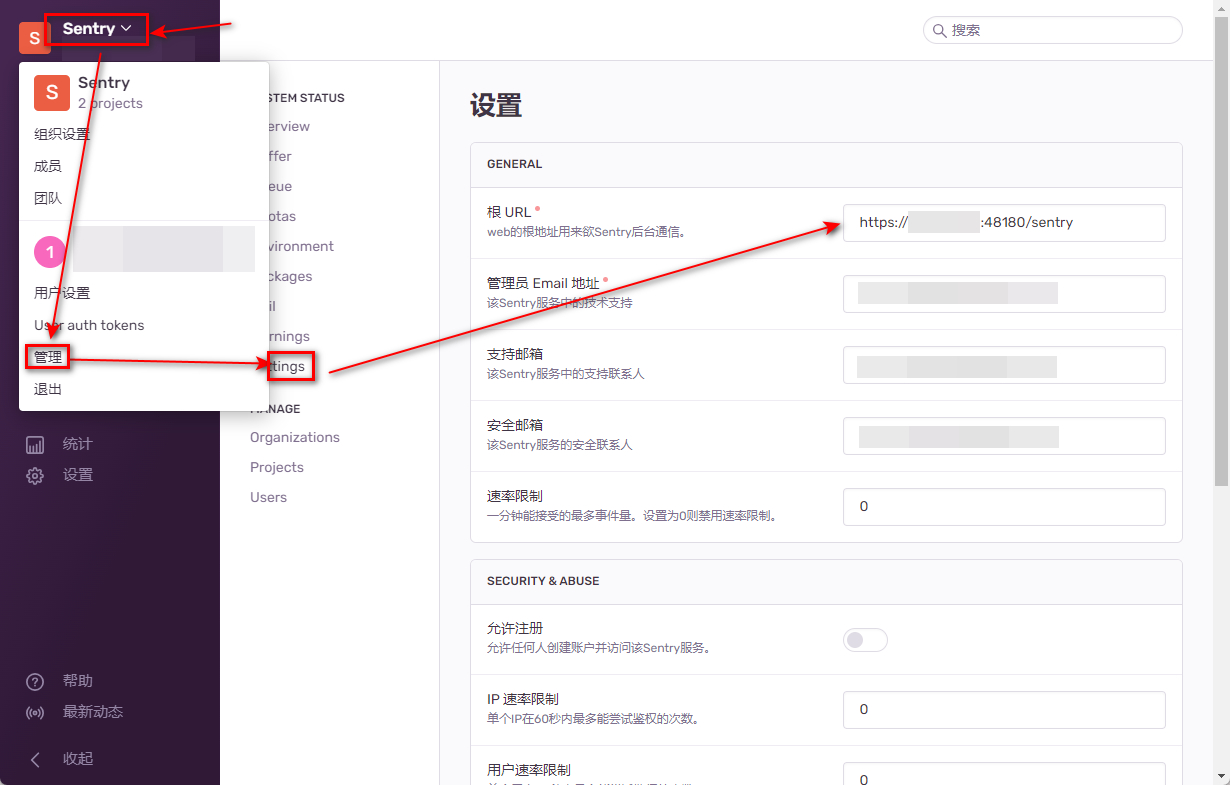 S
Sentry
搜索
S
Sentry
2 projects
组织设置
成员
团队
1
用户设置
User auth tokens
管理
退出
统计
设置
帮助
最新动态
收起
STEM STATUS
erview
ffer
eue
otas
vironment
ckages
il
rnings
ttings
MANAGE
Organizations
Projects
Users
设置
GENERAL
根 URL *
web的根地址用来欲Sentry后台通信。
https:// :48180/sentry
管理员 Email 地址 *
该Sentry服务中的技术支持
支持邮箱
该Sentry服务中的支持联系人
安全邮箱
该Sentry服务的安全联系人
速率限制
一分钟能接受的最多事件量。设置为0则禁用速率限制。
0
SECURITY & ABUSE
允许注册
允许任何人创建账户并访问该Sentry服务。
IP 速率限制
单个IP在60秒内最多能尝试鉴权的次数。
0
用户速率限制
0